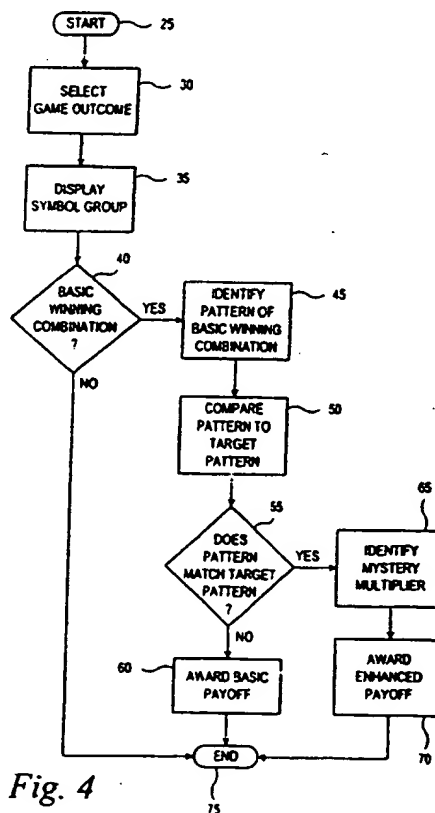 START
25
30
SELECT
GAME OUTCOME
35
DISPLAY
SYMBOL GROUP
40
BASIC
WINNING
COMBINATION
?
YES
NO
45
IDENTIFY
PATTERN OF
BASIC WINNING
COMBINATION
50
COMPARE
PATTERN TO
TARGET
PATTERN
55
DOES
PATTERN
MATCH TARGET
PATTERN
?
YES
NO
65
IDENTIFY
MYSTERY
MULTIPLIER
60
AWARD BASIC
PAYOFF
AWARD
ENHANCED
PAYOFF
70
END
75
Fig. 4